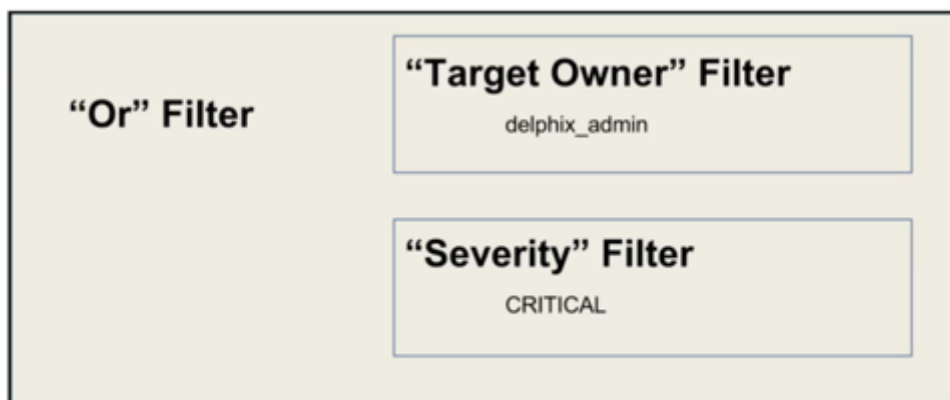 “Or” Filter
“Target Owner” Filter
delphix_admin
“Severity” Filter
CRITICAL